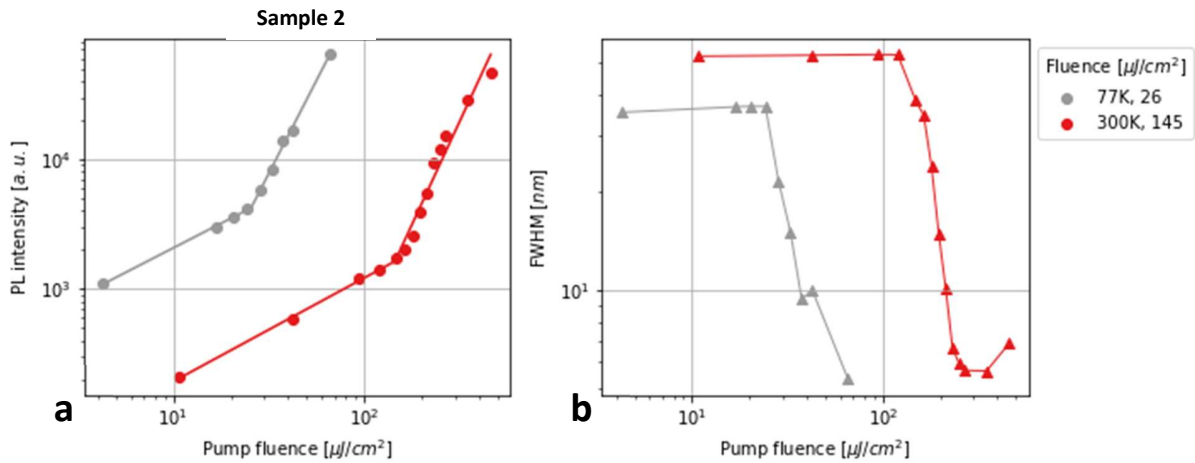 Sample 2
PL intensity [a.u.]
10⁴
10³
10¹
10²
Pump fluence [μJ/cm²]
a
FWHM [nm]
10¹
10¹
10²
Pump fluence [μJ/cm²]
b
Fluence [μJ/cm²]
77K, 26
300K, 145